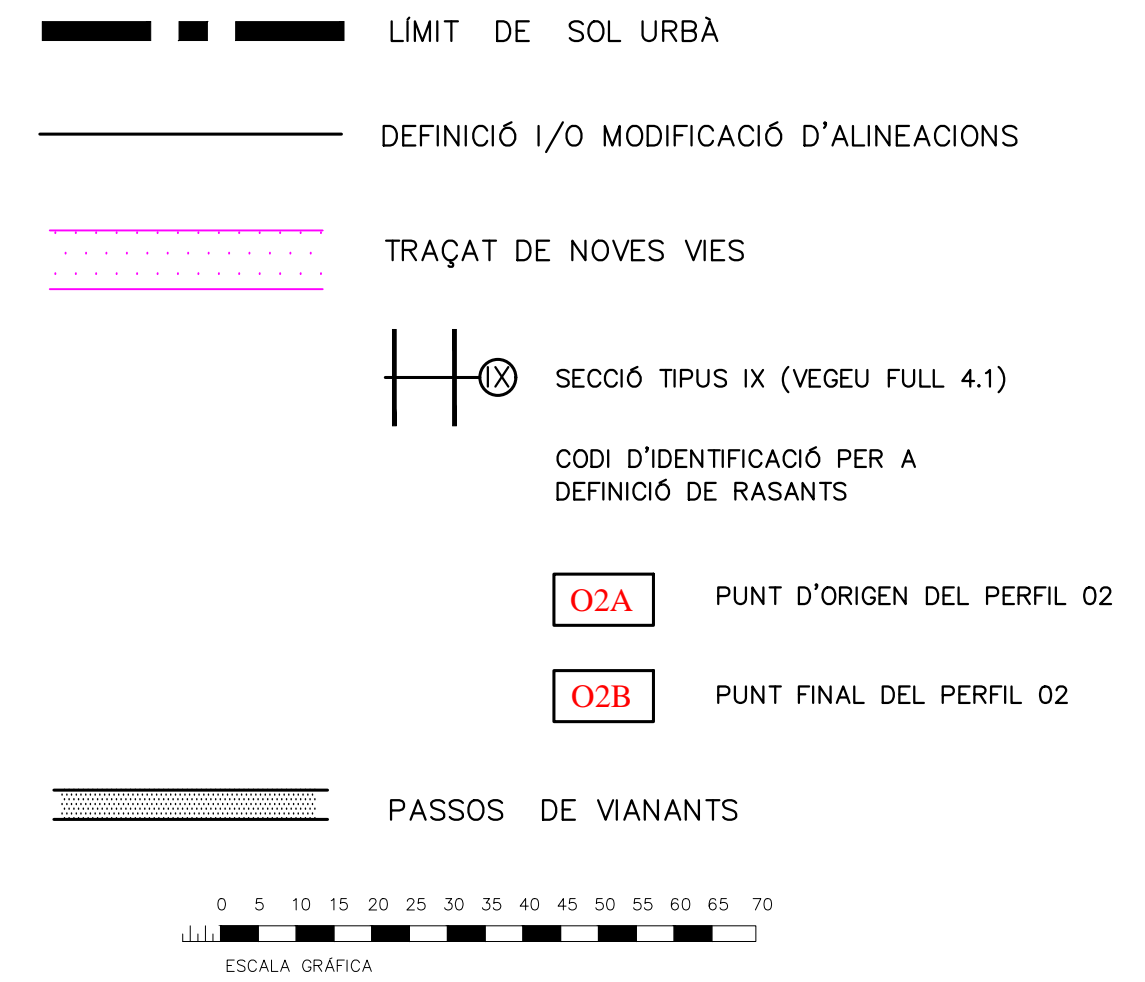 LÍMIT DE SOL URBÀ
DEFINICIÓ I/O MODIFICACIÓ D'ALINEACIONS
TRAÇAT DE NOVES VIES
IX SECCIÓ TIPUS IX (VEGEU FULL 4.1)
CODI D'IDENTIFICACIÓ PER A
DEFINICIÓ DE RASANTS
O2A PUNT D'ORIGEN DEL PERFIL 02
O2B PUNT FINAL DEL PERFIL 02
PASSOS DE VIANANTS
0 5 10 15 20 25 30 35 40 45 50 55 60 65 70
ESCALA GRÁFICA